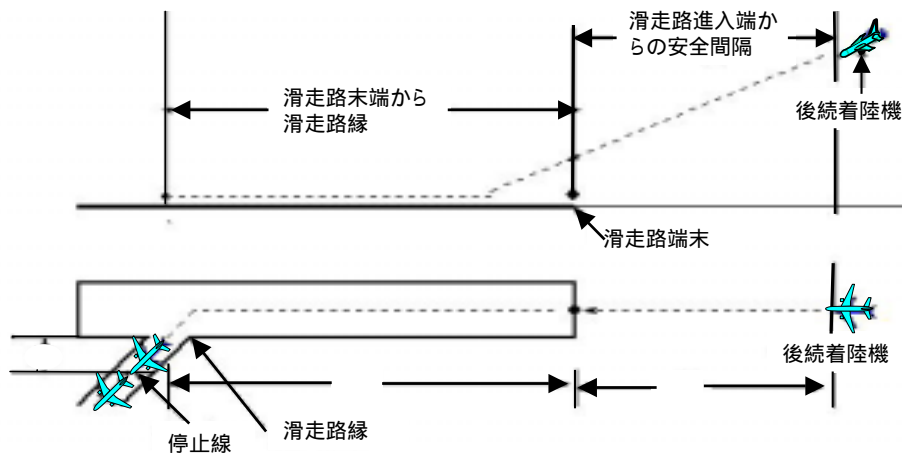 滑走路進入端か
らの安全間隔
滑走路末端から
滑走路縁
後続着陸機
滑走路端末
後続着陸機
滑走路縁
停止線